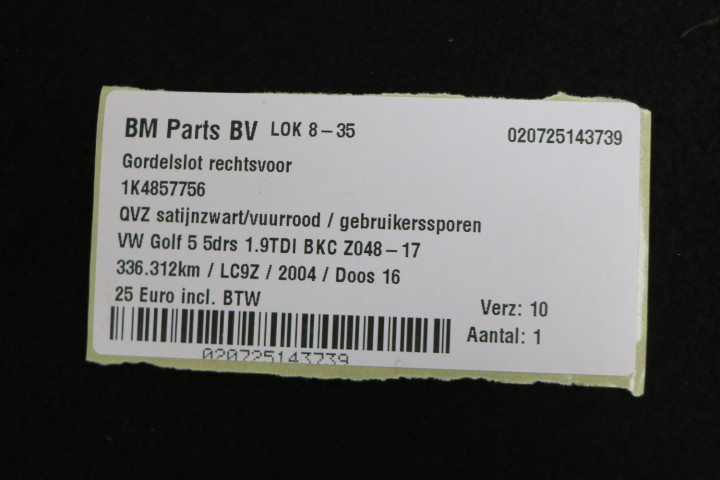 BM Parts BV LOK 8-35 020725143739
Gordelslot rechtsvoor
1K4857756
QVZ satijnzwart/vuurrood / gebruikerssporen
VW Golf 5 5drs 1.9TDI BKC Z048-17
336.312km / LC9Z / 2004 / Doos 16
25 Euro incl. BTW
Verz: 10
Aantal: 1
020725143739